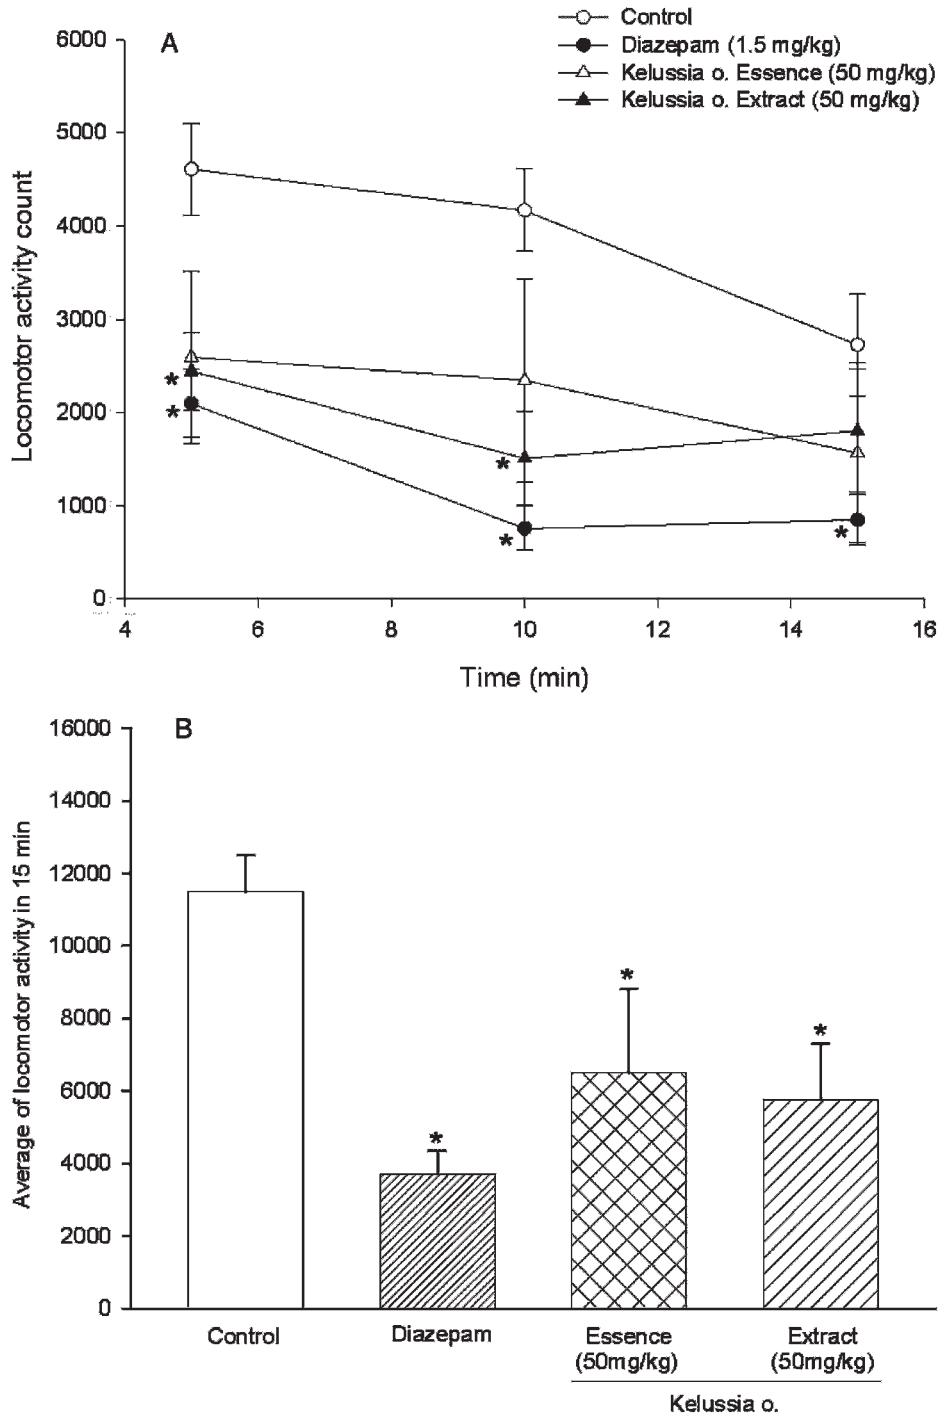 Control
Diazepam (1.5 mg/kg)
Kelussia o. Essence (50 mg/kg)
Kelussia o. Extract (50 mg/kg)
A
6000
5000
4000
3000
2000
1000
0
Locomotor activity count
*
*
*
*
*
4 6 8 10 12 14 16
Time (min)
B
16000
14000
12000
10000
8000
6000
4000
2000
0
Average of locomotor activity in 15 min
*
*
*
Control Diazepam Essence Extract
(50mg/kg) (50mg/kg)
Kelussia o.